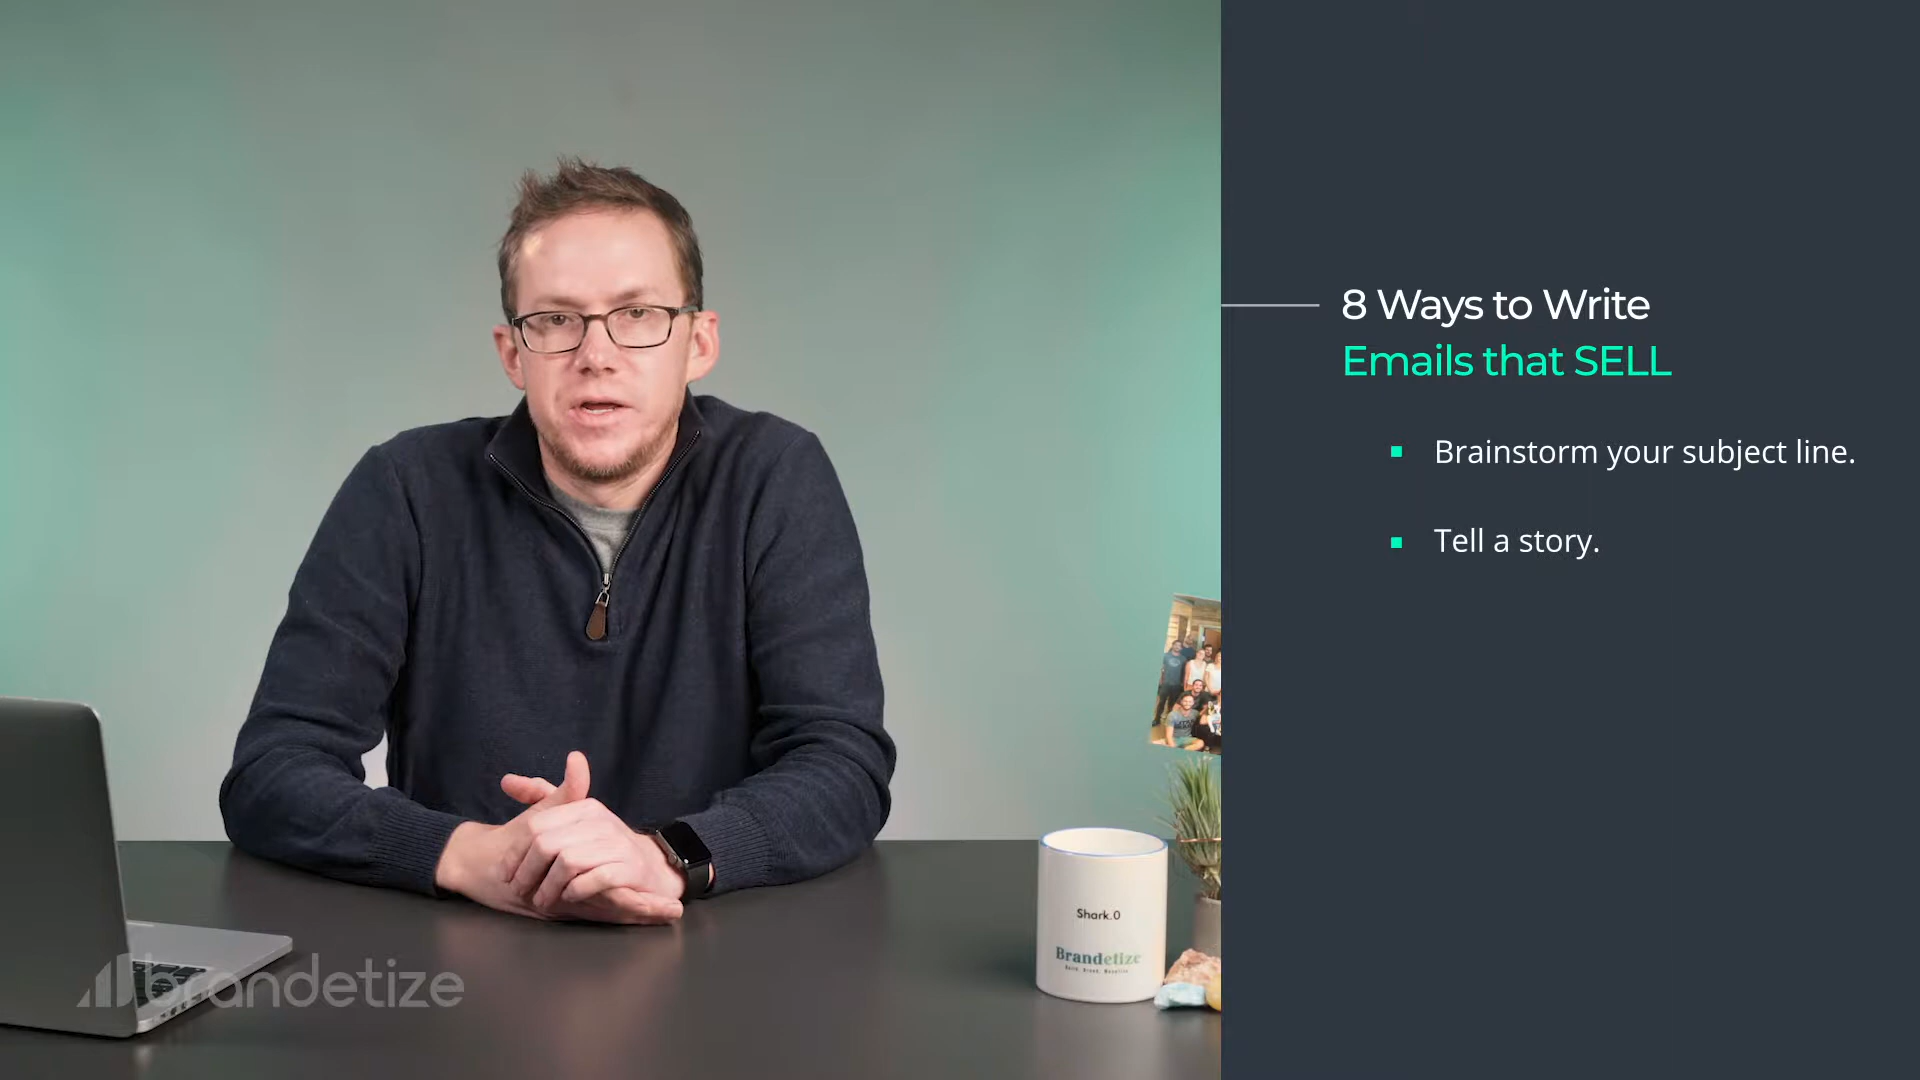 8 Ways to Write
Emails that SELL
Brainstorm your subject line.
Tell a story.
Shark.0
Brandetize
brandetize